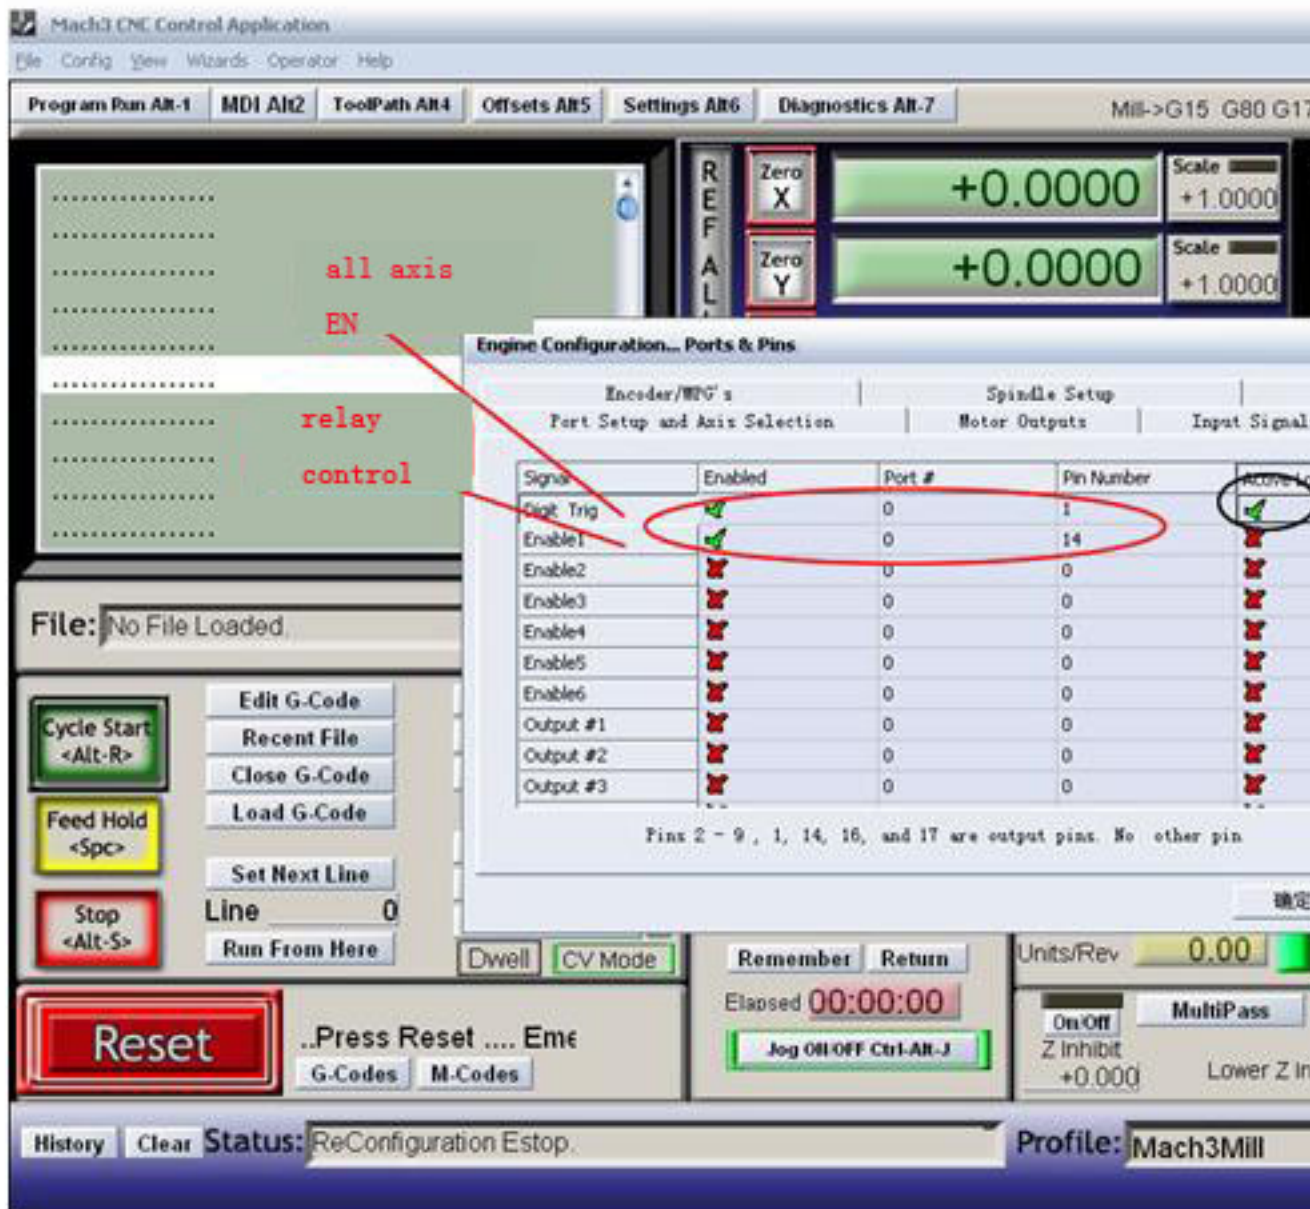 Mach3 CNC Control Application
File Config View Wizards Operator Help
Program Run Alt-1 MDI Alt2 ToolPath Alt4 Offsets Alt5 Settings Alt6 Diagnostics Alt-7 Mill->G15 G80 G17
REF AL
Zero X +0.0000 Scale +1.0000
Zero Y +0.0000 Scale +1.0000
all axis
EN
relay
control
Engine Configuration... Ports & Pins
Encoder/MPG's Spindle Setup
Port Setup and Axis Selection Motor Outputs Input Signal
Signal Enabled Port # Pin Number Active Lo
Digit Trig 0 1
Enable1 0 14
Enable2 0 0
Enable3 0 0
Enable4 0 0
Enable5 0 0
Enable6 0 0
Output #1 0 0
Output #2 0 0
Output #3 0 0
Pins 2 - 9 , 1, 14, 16, and 17 are output pins. No other pin
确定
File: No File Loaded.
Cycle Start
<Alt-R>
Feed Hold
<Spc>
Stop
<Alt-S>
Edit G-Code
Recent File
Close G-Code
Load G-Code
Set Next Line
Line 0
Run From Here
Dwell CV Mode
Remember Return
Elapsed 00:00:00
Jog ON/OFF Ctrl-Alt-J
Units/Rev 0.00
On/Off
Z Inhibit
+0.000
MultiPass
Lower Z In
Reset
..Press Reset .... Eme
G-Codes M-Codes
History Clear Status: ReConfiguration Estop.
Profile: Mach3Mill